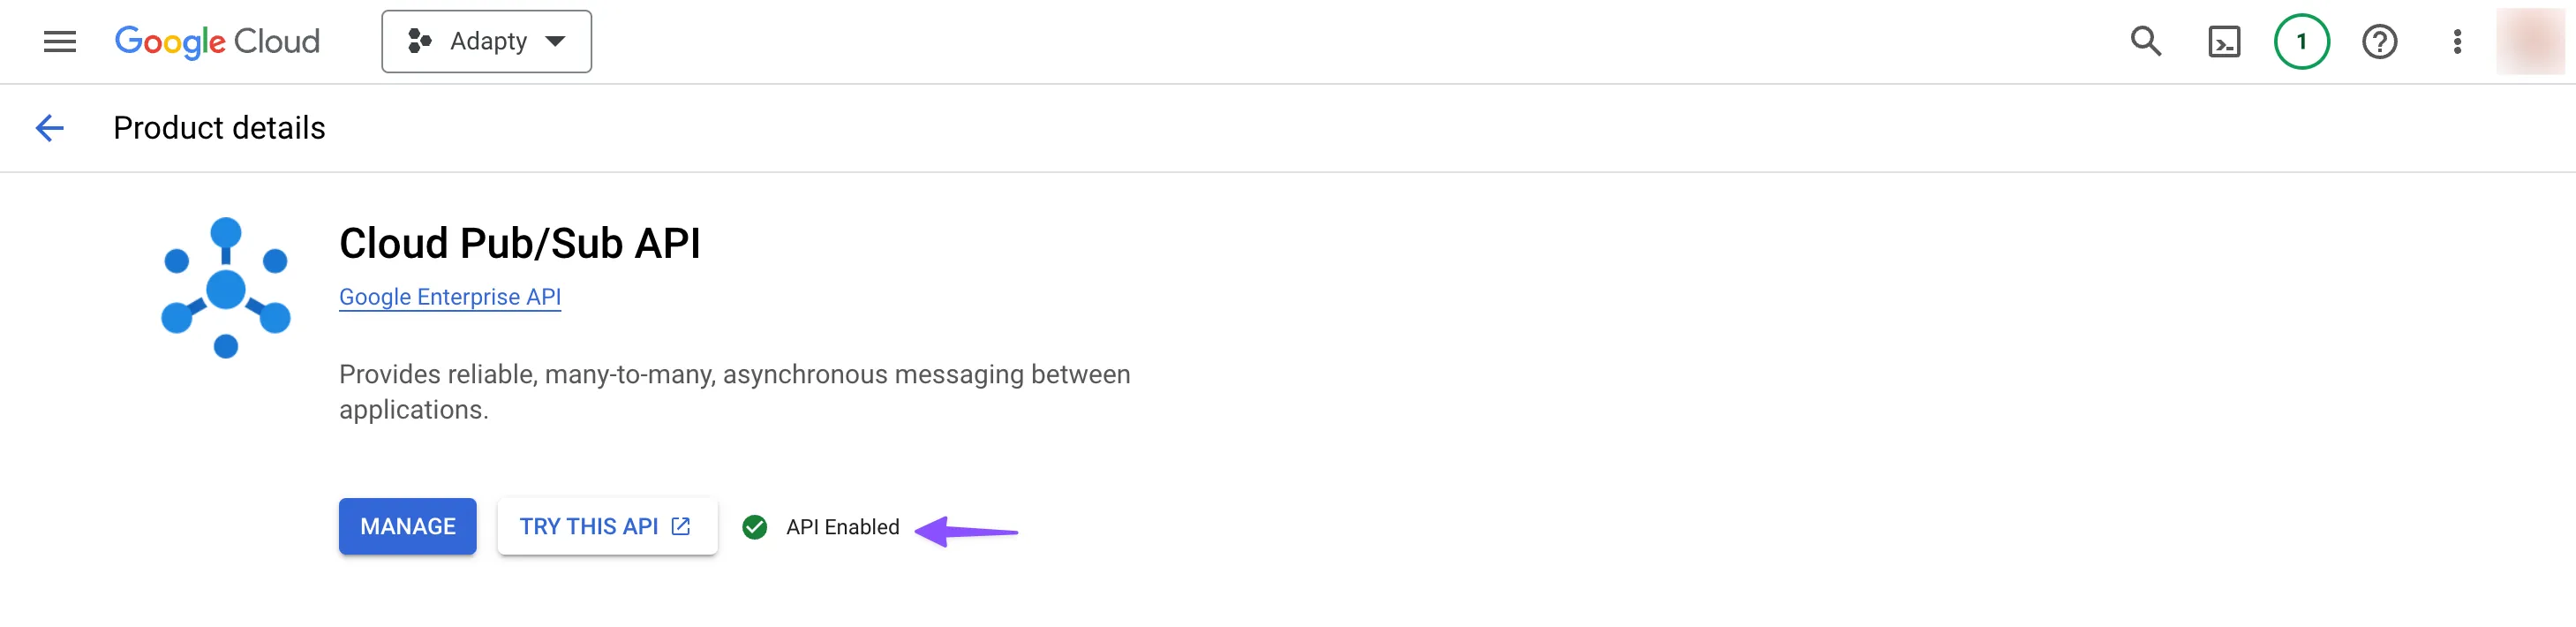 Google Cloud
Adapty
1
Product details
Cloud Pub/Sub API
Google Enterprise API
Provides reliable, many-to-many, asynchronous messaging between
applications.
MANAGE
TRY THIS API
API Enabled